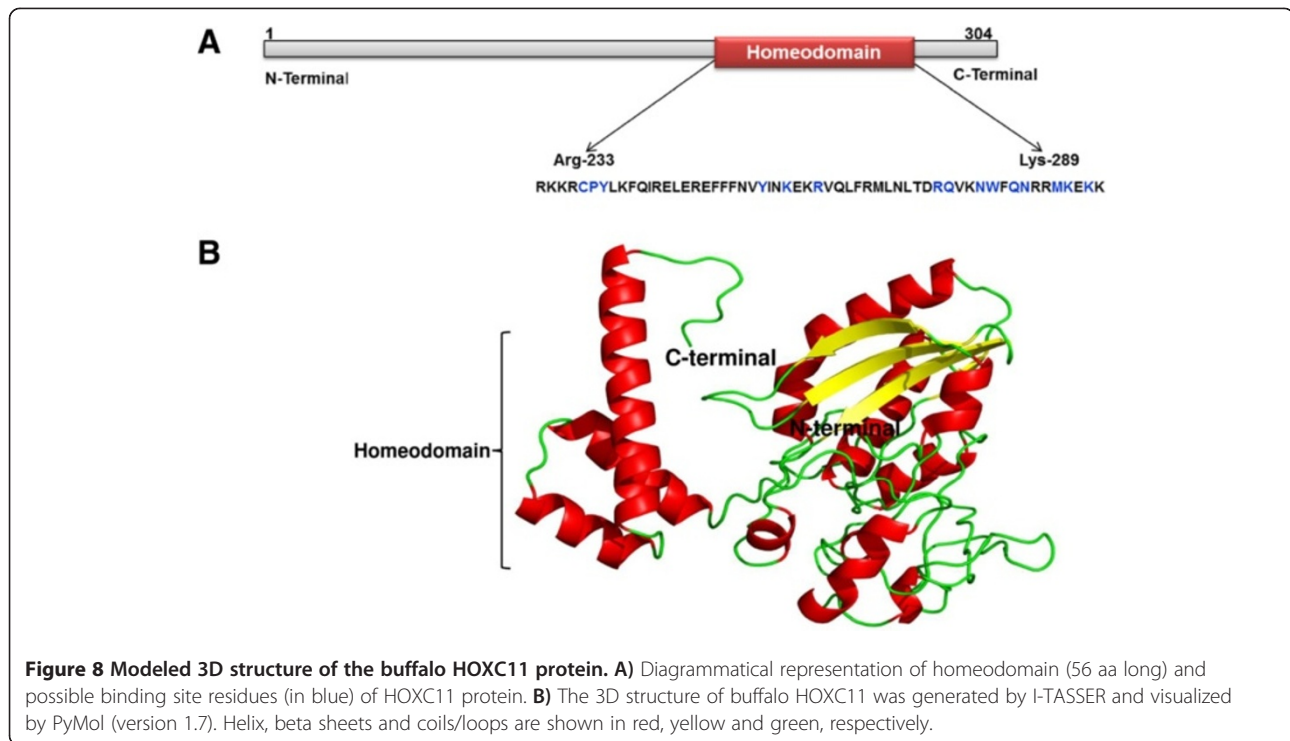 A
1
304
Homeodomain
N-Terminal
C-Terminal
Arg-233
Lys-289
RKKRCPYLKFQIRELEREFFFNVYINKEKRVQLFRMLNLTDRQVKNWFQNRRMKEKK
B
C-terminal
N-terminal
Homeodomain
Figure 8 Modeled 3D structure of the buffalo HOXC11 protein. A) Diagrammatical representation of homeodomain (56 aa long) and
possible binding site residues (in blue) of HOXC11 protein. B) The 3D structure of buffalo HOXC11 was generated by I-TASSER and visualized
by PyMol (version 1.7). Helix, beta sheets and coils/loops are shown in red, yellow and green, respectively.